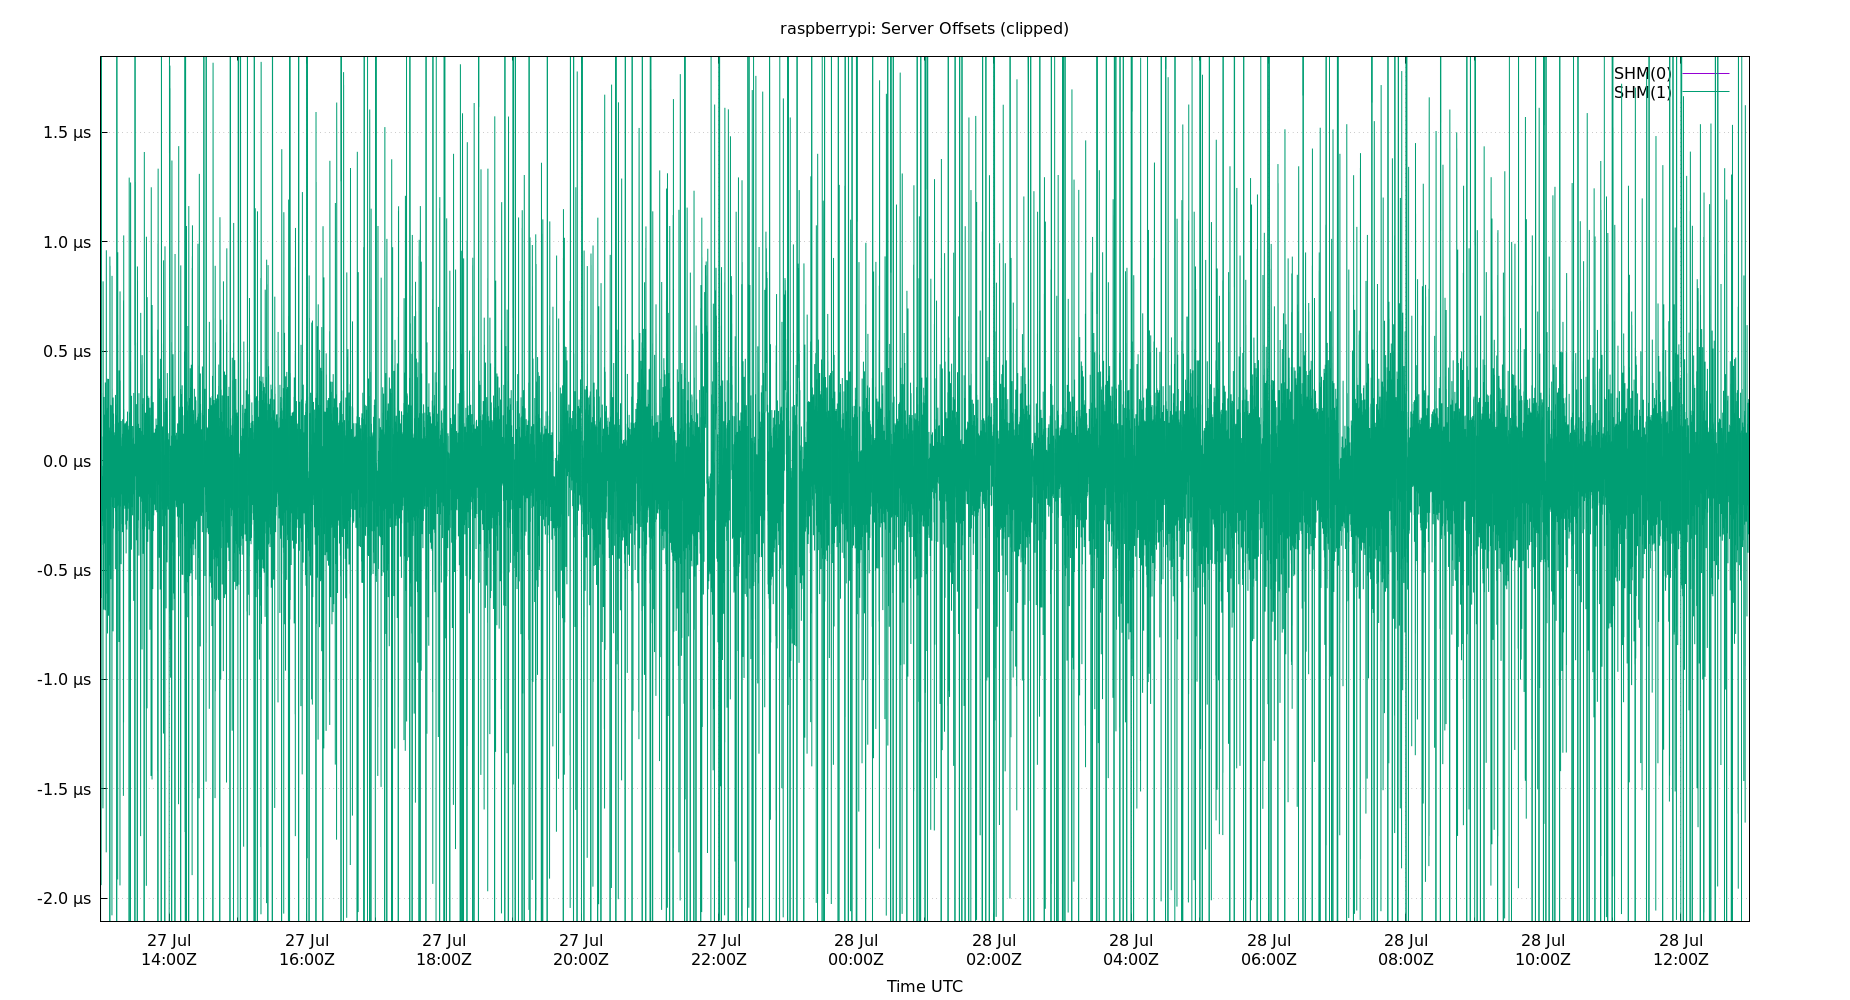 raspberrypi: Server Offsets (clipped)
SHM(0)
SHM(1)
1.5 µs
1.0 µs
0.5 µs
0.0 µs
-0.5 µs
-1.0 µs
-1.5 µs
-2.0 µs
27 Jul 27 Jul 27 Jul 27 Jul 27 Jul 28 Jul 28 Jul 28 Jul 28 Jul 28 Jul 28 Jul 28 Jul
14:00Z 16:00Z 18:00Z 20:00Z 22:00Z 00:00Z 02:00Z 04:00Z 06:00Z 08:00Z 10:00Z 12:00Z
Time UTC